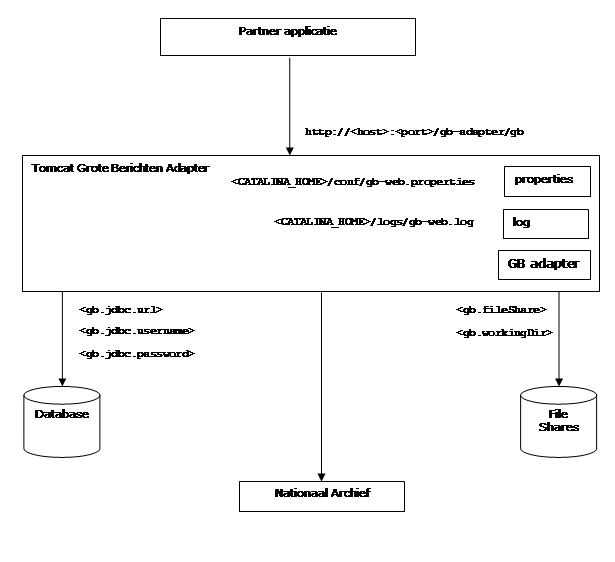 Partner applicatie
http://<host>:<port>/gb-adapter/gb
Tomcat Grote Berichten Adapter
<CATALINA_HOME>/conf/gb-web.properties
properties
<CATALINA_HOME>/logs/gb-web.log
log
GB adapter
<gb.jdbc.url>
<gb.jdbc.username>
<gb.jdbc.password>
<gb.fileShare>
<gb.workingDir>
Database
File
Shares
Nationaal Archief